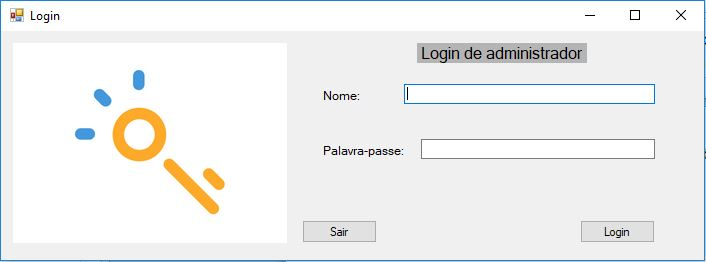 Login
Login de administrador
Nome:
Palavra-passe:
Sair
Login